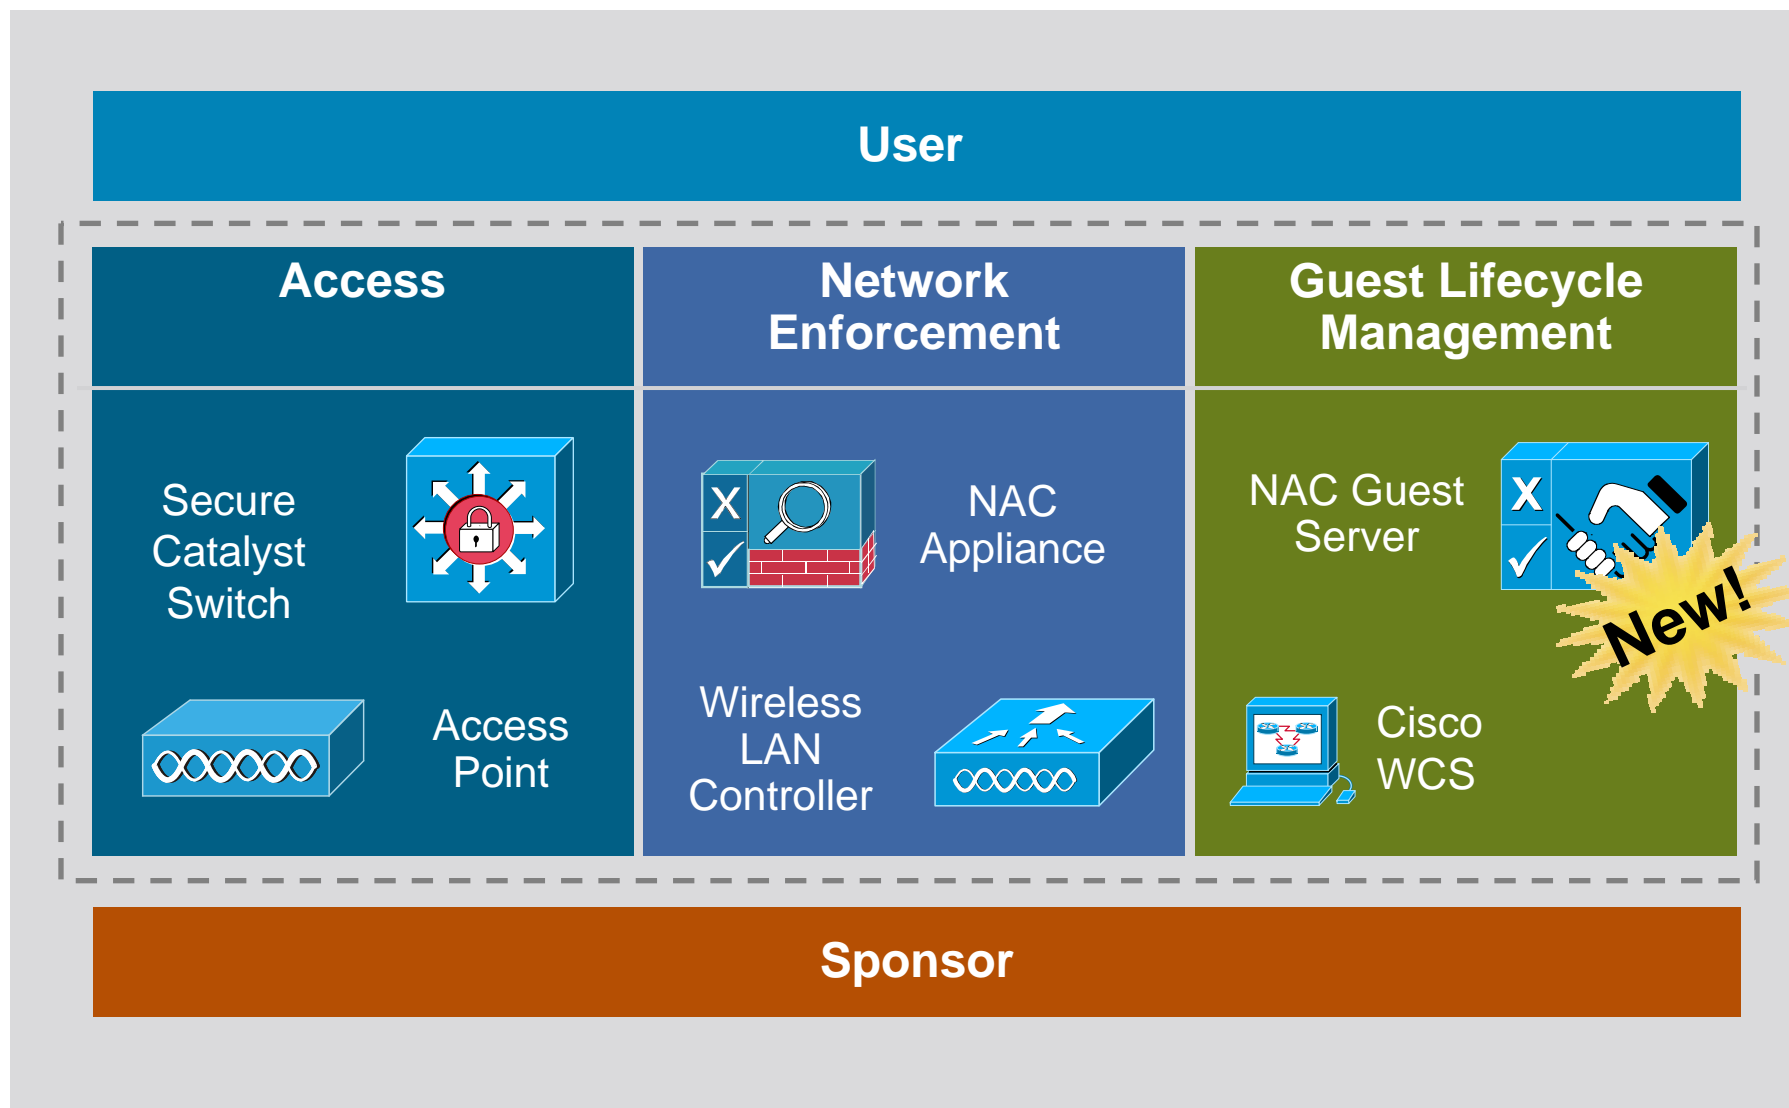 User
Access
Network
Enforcement
Guest Lifecycle
Management
Secure
Catalyst
Switch
Access
Point
X
NAC
Appliance
Wireless
LAN
Controller
NAC Guest
Server
X
New!
Cisco
WCS
Sponsor